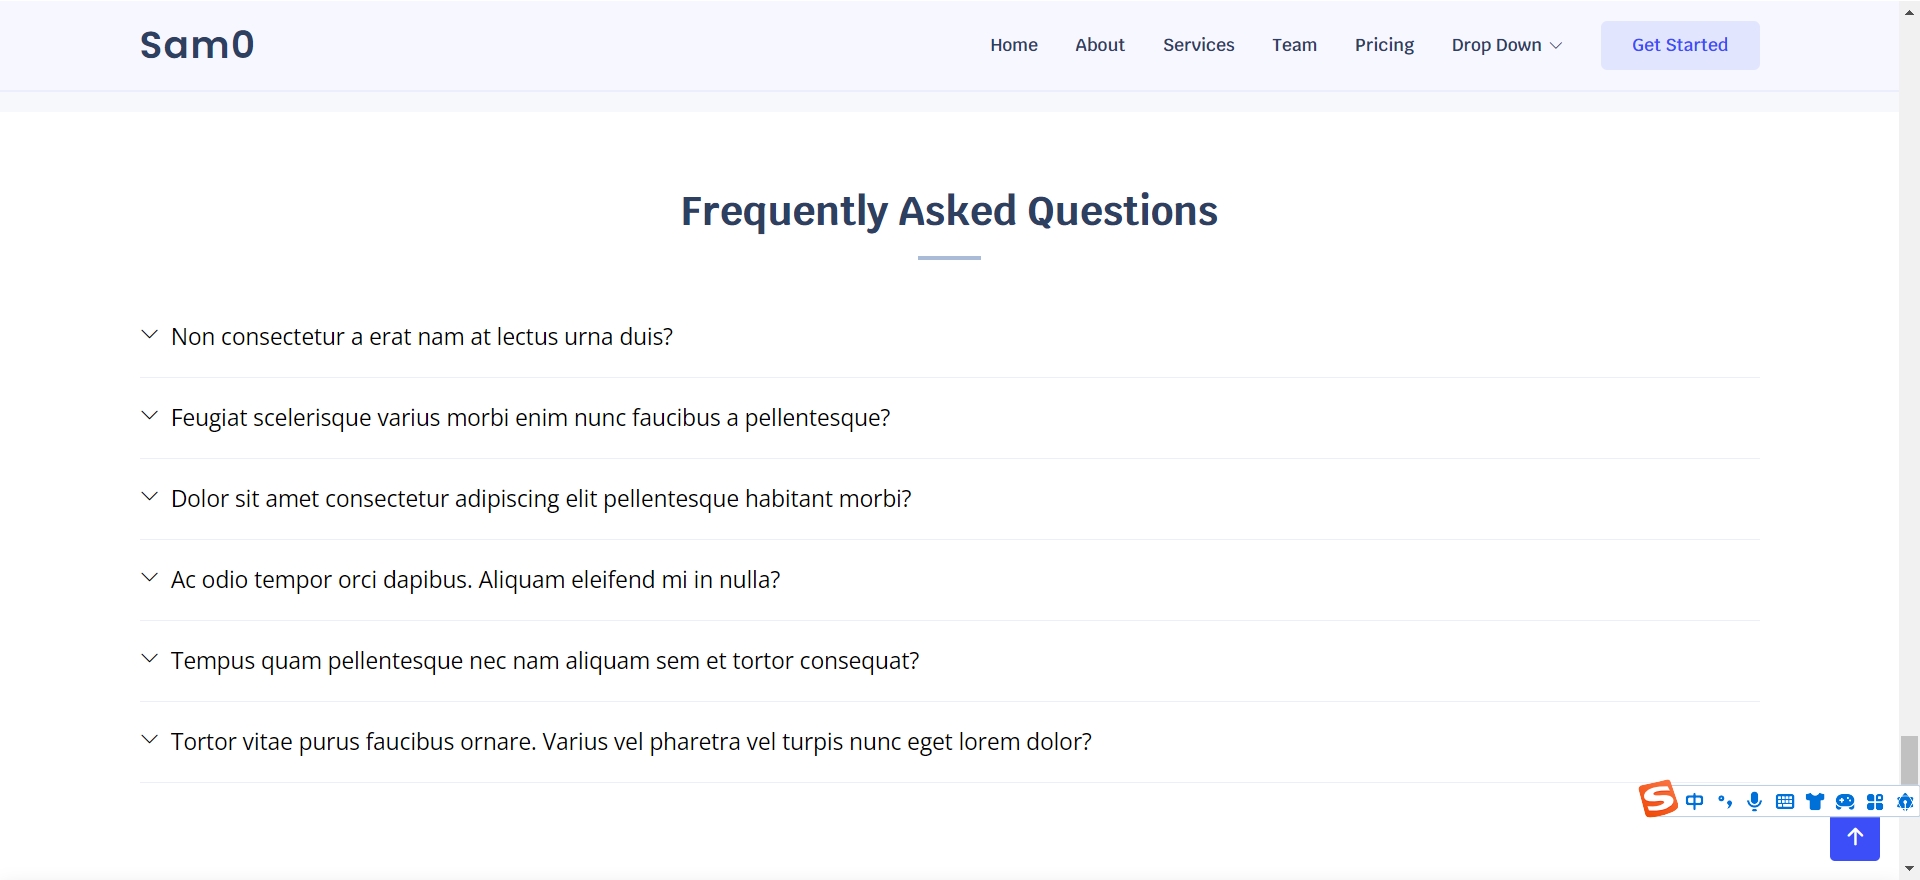 Sam0
Home About Services Team Pricing Drop Down Get Started
Frequently Asked Questions
Non consectetur a erat nam at lectus urna duis?
Feugiat scelerisque varius morbi enim nunc faucibus a pellentesque?
Dolor sit amet consectetur adipiscing elit pellentesque habitant morbi?
Ac odio tempor orci dapibus. Aliquam eleifend mi in nulla?
Tempus quam pellentesque nec nam aliquam sem et tortor consequat?
Tortor vitae purus faucibus ornare. Varius vel pharetra vel turpis nunc eget lorem dolor?
S 中 °,